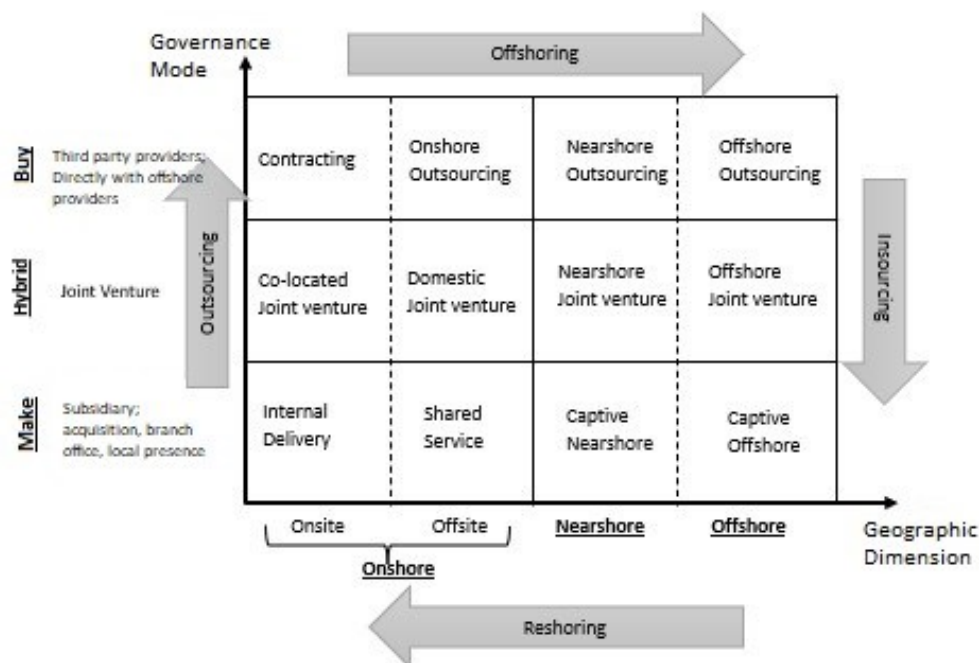 Governance
Mode
Offshoring
Buy
Third party providers;
Directly with offshore
providers
Contracting
Onshore
Outsourcing
Nearshore
Outsourcing
Offshore
Outsourcing
Outsourcing
Insourcing
Hybrid
Joint Venture
Co-located
Joint venture
Domestic
Joint venture
Nearshore
Joint venture
Offshore
Joint venture
Make
Subsidiary;
acquisition, branch
office, local presence
Internal
Delivery
Shared
Service
Captive
Nearshore
Captive
Offshore
Onsite
Offsite
Nearshore
Offshore
Onshore
Geographic
Dimension
Reshoring